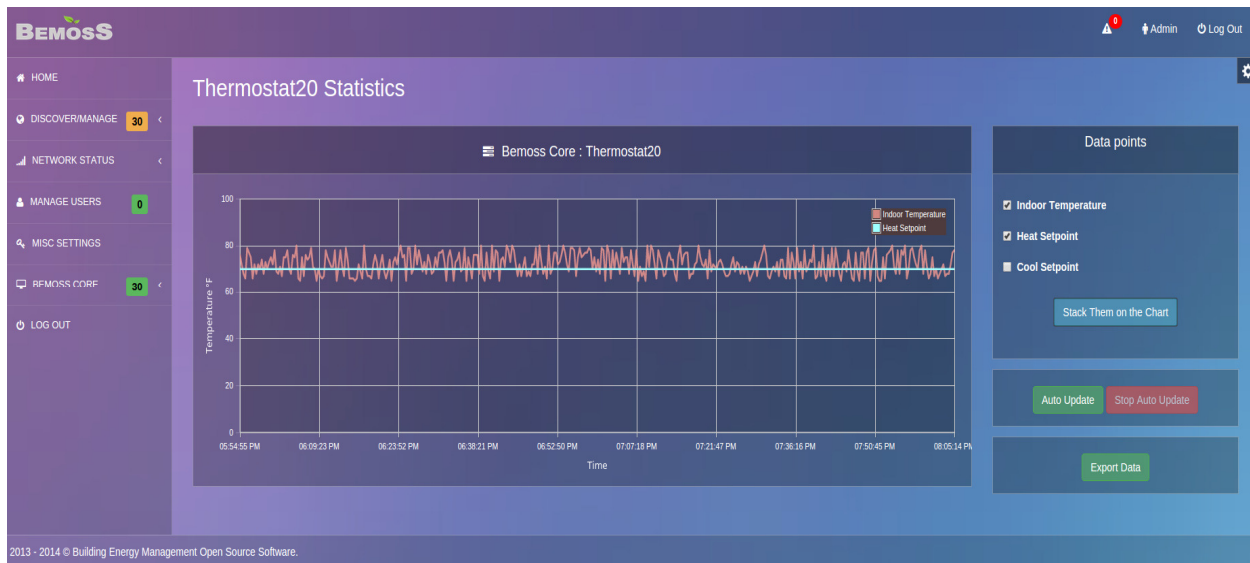 BEMOSS
0
Admin
Log Out
HOME
DISCOVER/MANAGE 30
NETWORK STATUS
MANAGE USERS 0
MISC SETTINGS
BEMOSS CORE 30
LOG OUT
Thermostat20 Statistics
Bemoss Core : Thermostat20
Indoor Temperature
Heat Setpoint
100
80
60
40
20
0
Temperature °F
05:54:55 PM 06:09:23 PM 06:23:52 PM 06:38:21 PM 06:52:50 PM 07:07:18 PM 07:21:47 PM 07:36:16 PM 07:50:45 PM 08:05:14 PM
Time
Data points
Indoor Temperature
Heat Setpoint
Cool Setpoint
Stack Them on the Chart
Auto Update Stop Auto Update
Export Data
2013 - 2014 © Building Energy Management Open Source Software.